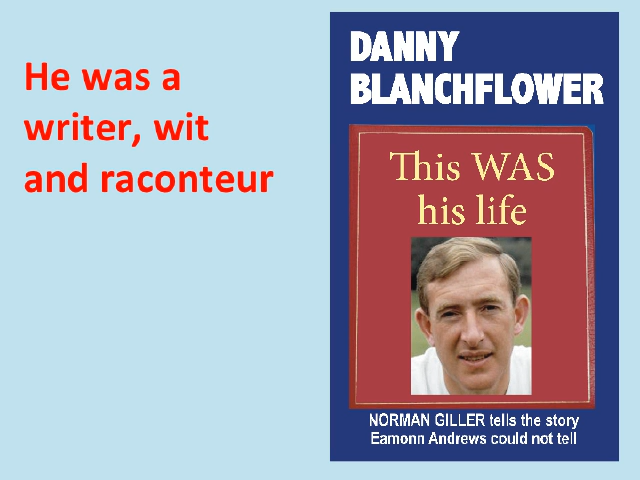 He was a
writer, wit
and raconteur
DANNY
BLANCHFLOWER
This WAS
his life
NORMAN GILLER tells the story
Eamonn Andrews could not tell